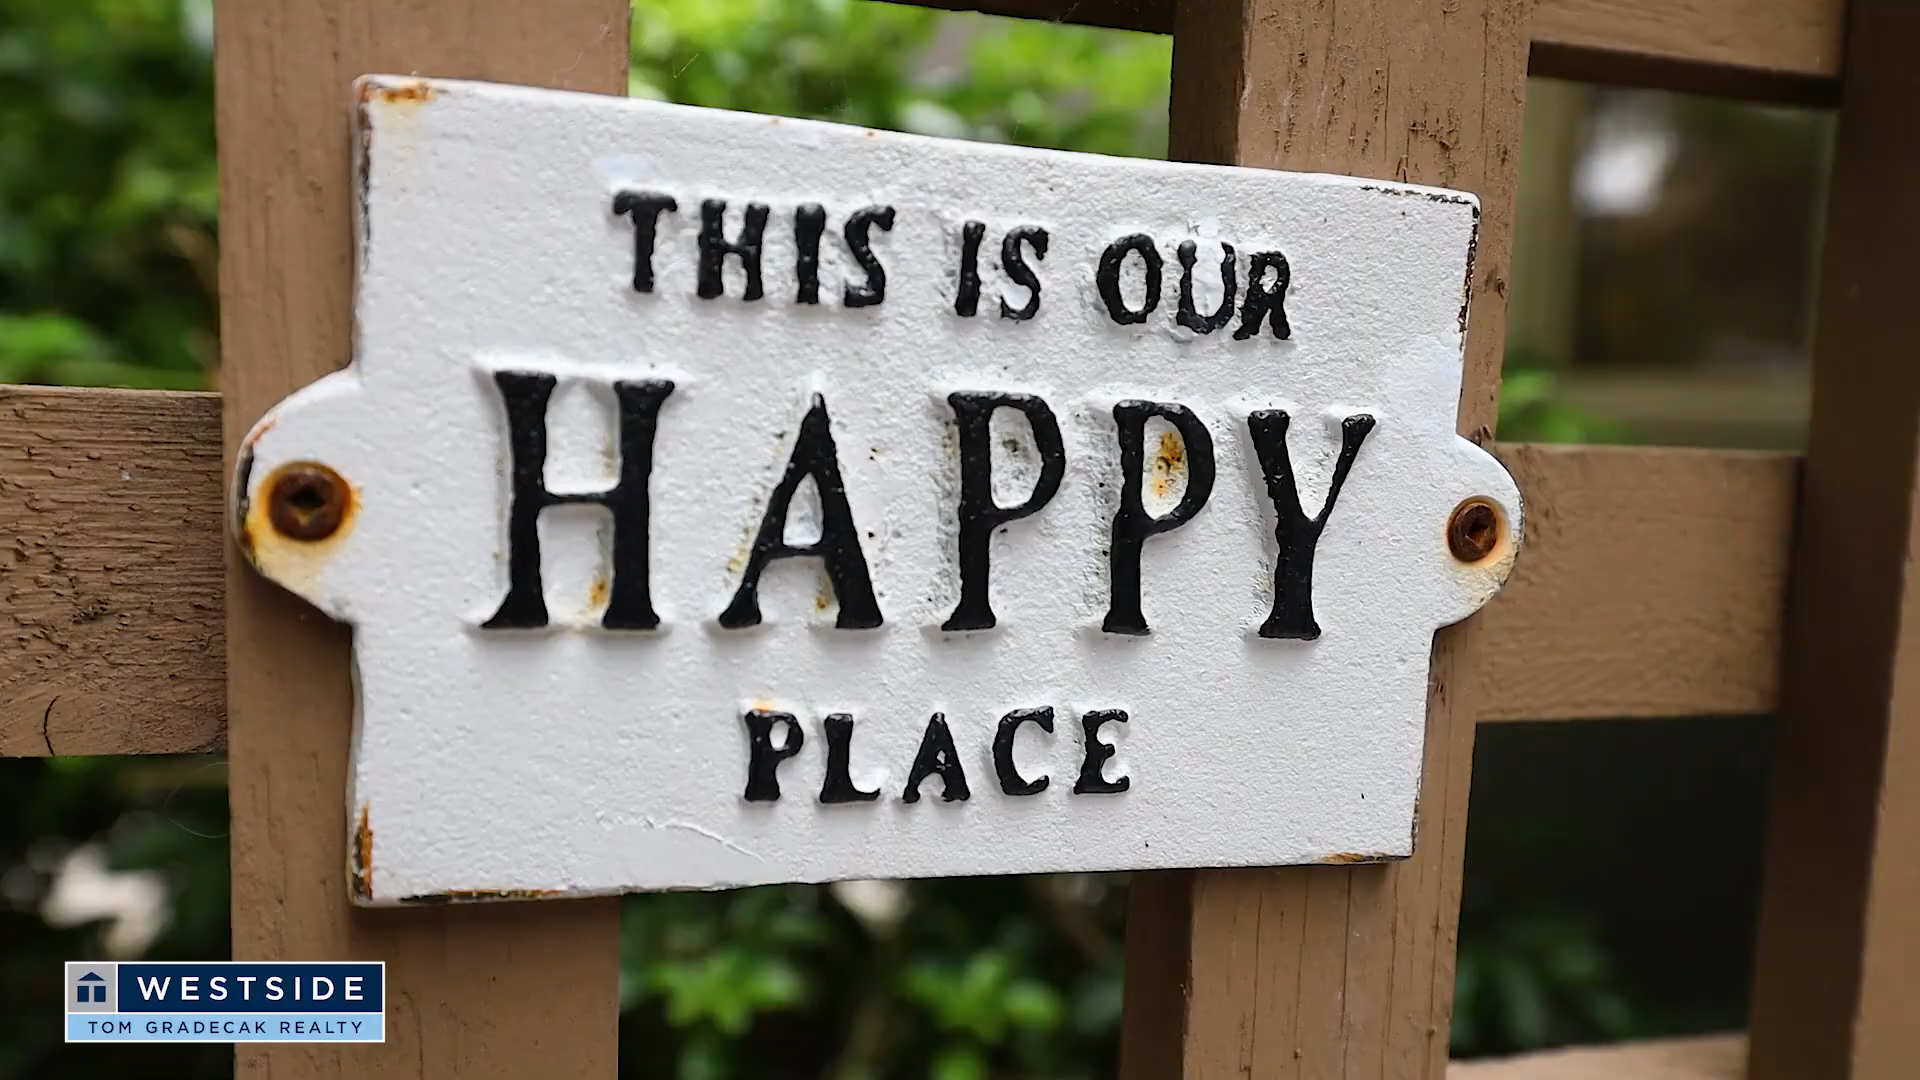 THIS IS OUR
HAPPY
PLACE
WESTSIDE
TOM GRADECAK REALTY